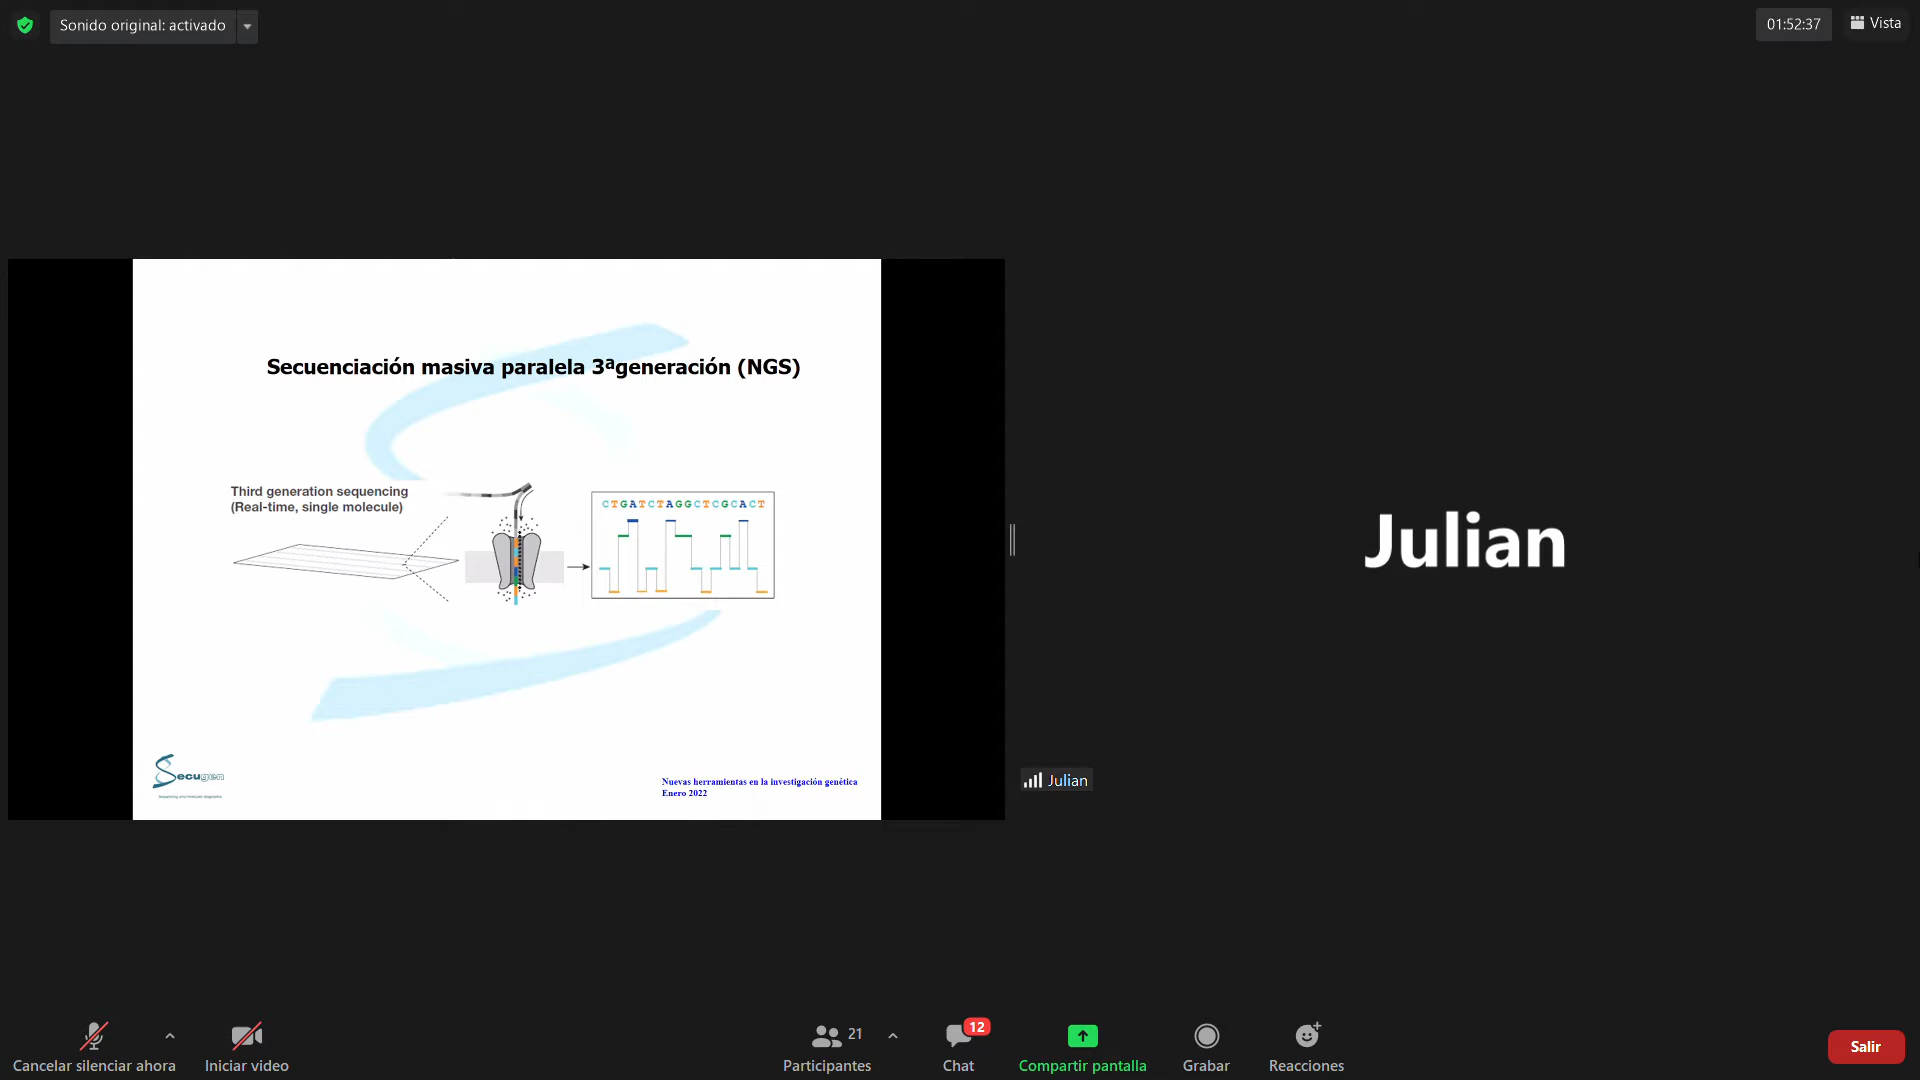 Sonido original: activado
01:52:37
Vista
Secuenciación masiva paralela 3ªgeneración (NGS)
Third generation sequencing
(Real-time, single molecule)
CTGATCTAGGCTCGCACT
Secugen
Nuevas herramientas en la investigación genética
Enero 2022
Julian
Julian
Cancelar silenciar ahora
Iniciar video
21
Participantes
12
Chat
Compartir pantalla
Grabar
Reacciones
Salir